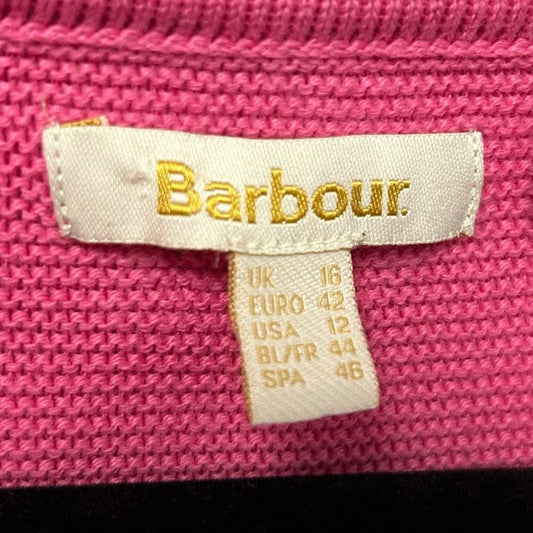 Barbour.
UK 16
EURO 42
USA 12
BL/FR 44
SPA 46